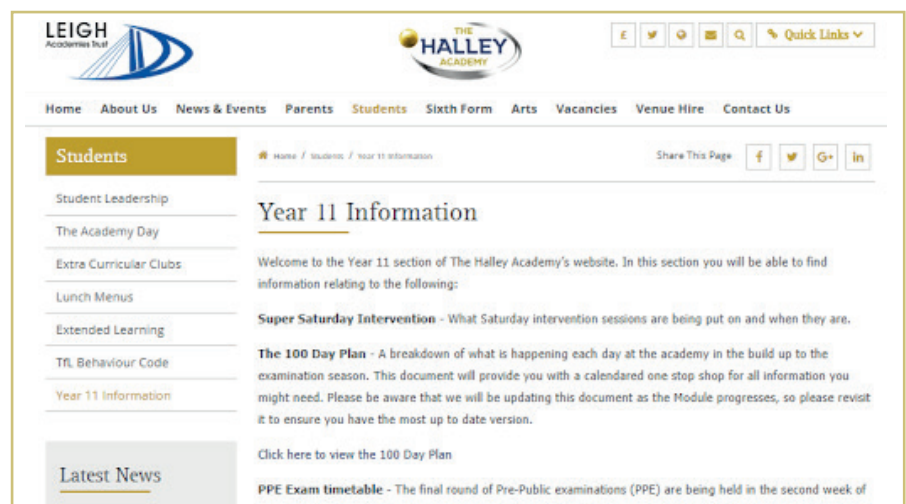 LEIGH
Academies Trust
THE
HALLEY
ACADEMY
£
Quick Links
Home About Us News & Events Parents Students Sixth Form Arts Vacancies Venue Hire Contact Us
Students
Student Leadership
The Academy Day
Extra Curricular Clubs
Lunch Menus
Extended Learning
TfL Behaviour Code
Year 11 Information
Latest News
Home / Students / Year 11 Information
Share This Page f G+ in
Year 11 Information
Welcome to the Year 11 section of The Halley Academy's website. In this section you will be able to find
information relating to the following:
Super Saturday Intervention - What Saturday intervention sessions are being put on and when they are.
The 100 Day Plan - A breakdown of what is happening each day at the academy in the build up to the
examination season. This document will provide you with a calendared one stop shop for all information you
might need. Please be aware that we will be updating this document as the Module progresses, so please revisit
it to ensure you have the most up to date version.
Click here to view the 100 Day Plan
PPE Exam timetable - The final round of Pre-Public examinations (PPE) are being held in the second week of